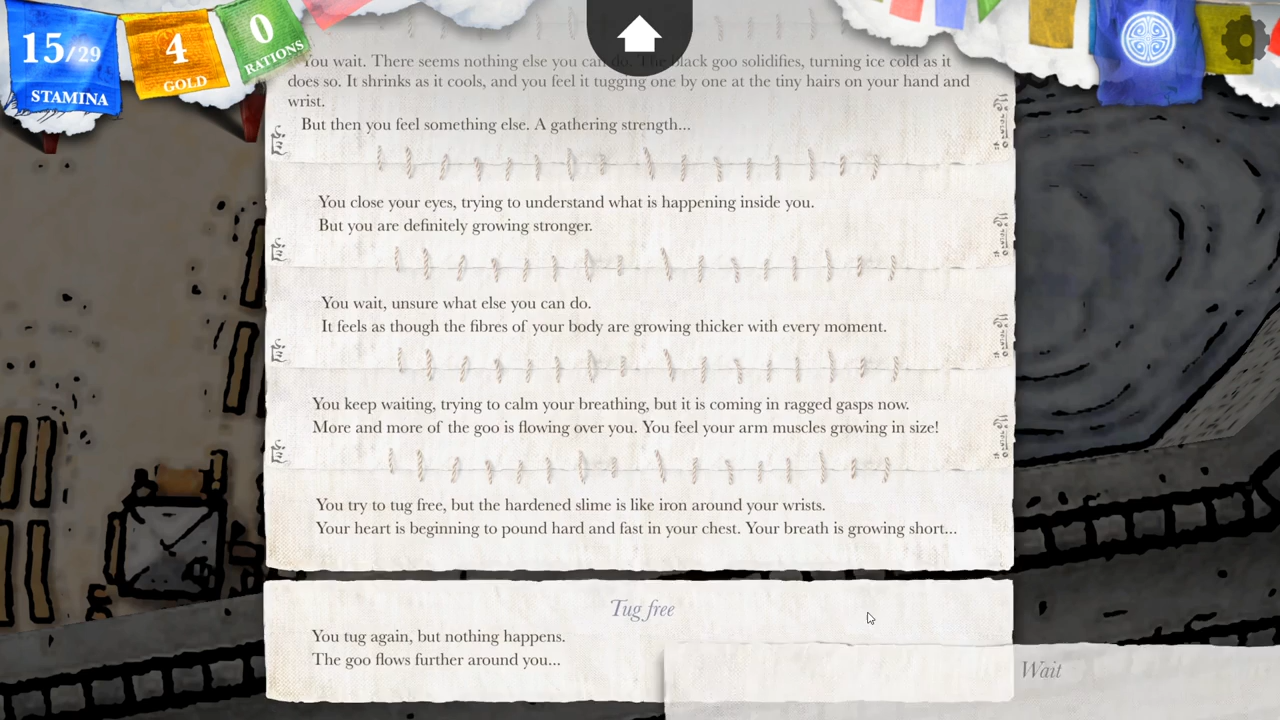 15/29
STAMINA
4
GOLD
0
RATIONS
You wait. There seems nothing else you can do. The black goo solidifies, turning ice cold as it
does so. It shrinks as it cools, and you feel it tugging one by one at the tiny hairs on your hand and
wrist.
But then you feel something else. A gathering strength...
You close your eyes, trying to understand what is happening inside you.
But you are definitely growing stronger.
You wait, unsure what else you can do.
It feels as though the fibres of your body are growing thicker with every moment.
You keep waiting, trying to calm your breathing, but it is coming in ragged gasps now.
More and more of the goo is flowing over you. You feel your arm muscles growing in size!
You try to tug free, but the hardened slime is like iron around your wrists.
Your heart is beginning to pound hard and fast in your chest. Your breath is growing short...
Tug free
You tug again, but nothing happens.
The goo flows further around you...
Wait